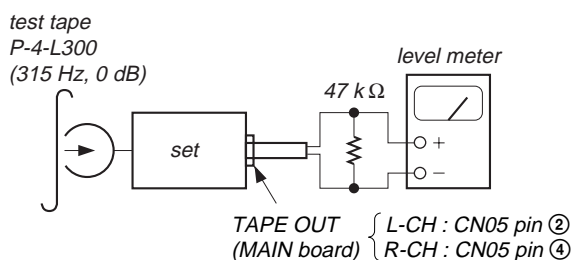 test tape
P-4-L300
(315 Hz, 0 dB)
level meter
47 kΩ
set
+
–
TAPE OUT
(MAIN board)
L-CH : CN05 pin ②
R-CH : CN05 pin ④